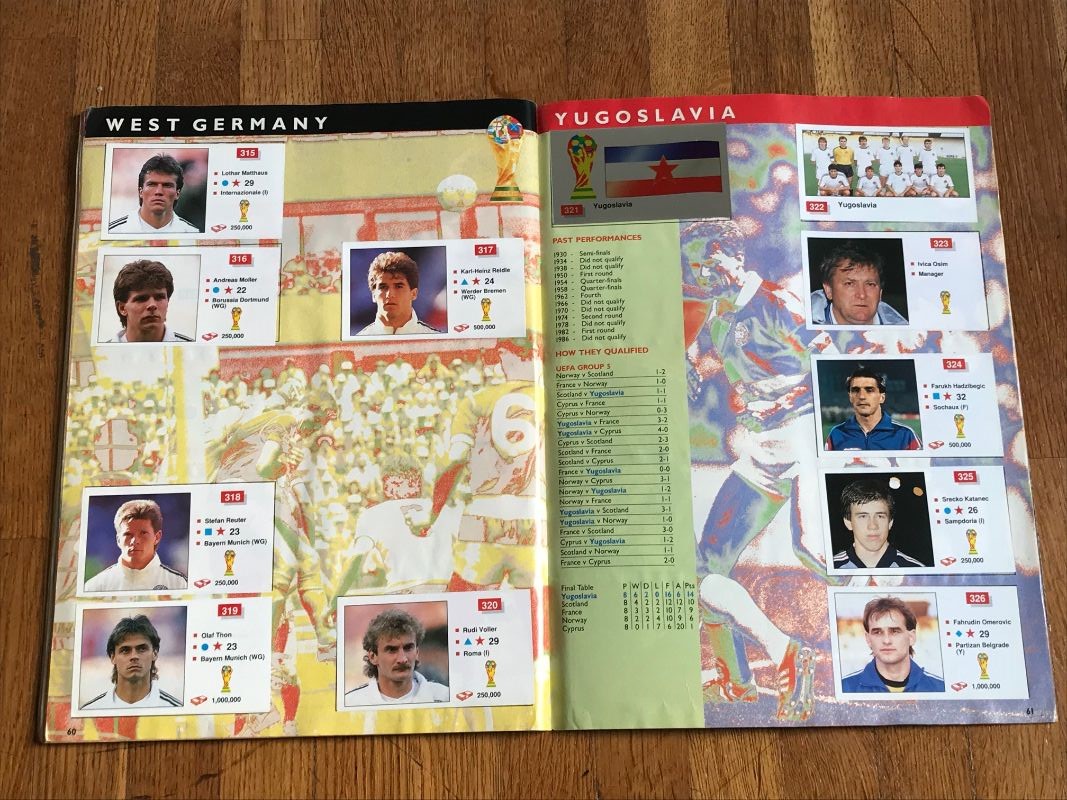 WEST GERMANY
315
Lothar Matthaus
29
Internazionale (I)
250,000
316
Andreas Moller
22
Borussia Dortmund
(WG)
250,000
317
Karl-Heinz Reidle
24
Werder Bremen
(WG)
500,000
6
318
Stefan Reuter
23
Bayern Munich (WG)
250,000
319
Olaf Thon
23
Bayern Munich (WG)
1,000,000
320
Rudi Voller
29
Roma (I)
250,000
60
YUGOSLAVIA
321 Yugoslavia
PAST PERFORMANCES
1930 - Semi-finals
1934 - Did not qualify
1938 - Did not qualify
1950 - First round
1954 - Quarter-finals
1958 - Quarter-finals
1962 - Fourth
1966 - Did not qualify
1970 - Did not qualify
1974 - Second round
1978 - Did not qualify
1982 - First round
1986 - Did not qualify
HOW THEY QUALIFIED
UEFA GROUP 5
Norway v Scotland 1-2
France v Norway 1-0
Scotland v Yugoslavia 1-1
Cyprus v France 1-1
Cyprus v Norway 0-3
Yugoslavia v France 3-2
Yugoslavia v Cyprus 4-0
Cyprus v Scotland 2-3
Scotland v France 2-0
Scotland v Cyprus 2-1
France v Yugoslavia 0-0
Norway v Cyprus 3-1
Norway v Yugoslavia 1-2
Norway v France 1-1
Yugoslavia v Scotland 3-1
Yugoslavia v Norway 1-0
France v Scotland 3-0
Cyprus v Yugoslavia 1-2
Scotland v Norway 1-1
France v Cyprus 2-0
Final Table P W D L F A Pts
Yugoslavia 8 6 2 0 16 6 14
Scotland 8 4 2 2 12 12 10
France 8 3 3 2 10 7 9
Norway 8 2 2 4 10 9 6
Cyprus 8 0 1 7 6 20 1
322 Yugoslavia
323
Ivica Osim
Manager
324
Farukh Hadzibegic
32
Sochaux (F)
500,000
325
Srecko Katanec
26
Sampdoria (I)
250,000
326
Fahrudin Omerovic
29
Partizan Belgrade
(Y)
1,000,000
61